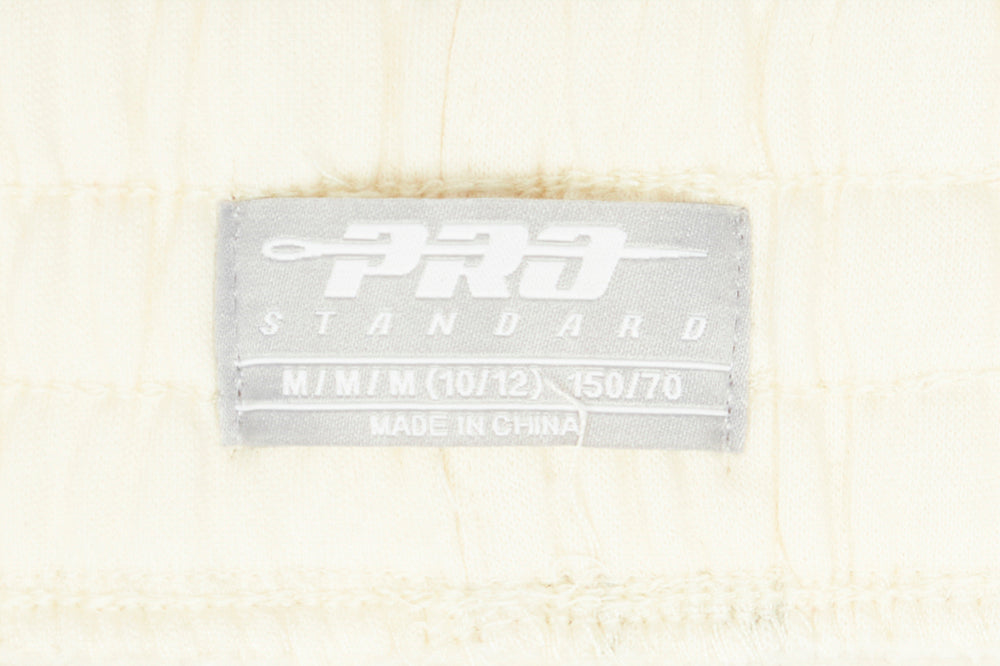 PRO
STANDARD
M/M/M (10/12) 150/70
MADE IN CHINA